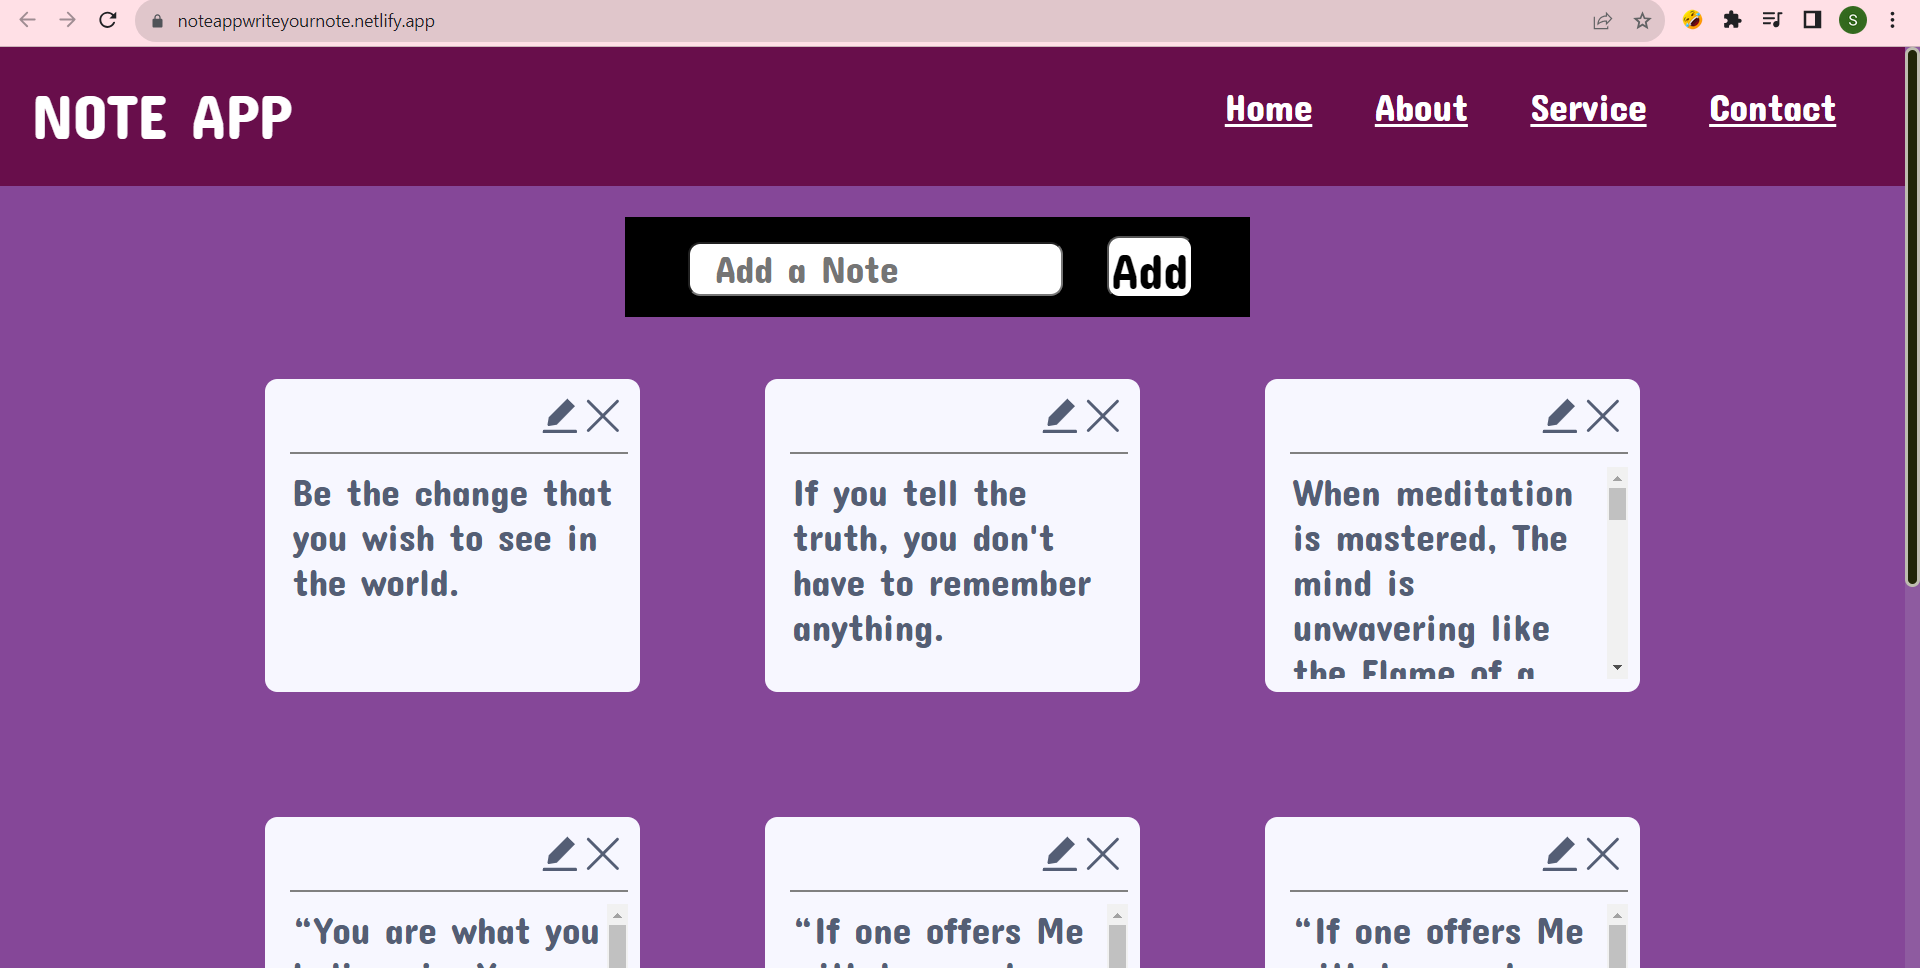 noteappwriteyournote.netlify.app
S
NOTE APP
Home About Service Contact
Add a Note Add
Be the change that
you wish to see in
the world.
If you tell the
truth, you don't
have to remember
anything.
When meditation
is mastered, The
mind is
unwavering like
the Flame of a
“You are what you
“If one offers Me
“If one offers Me